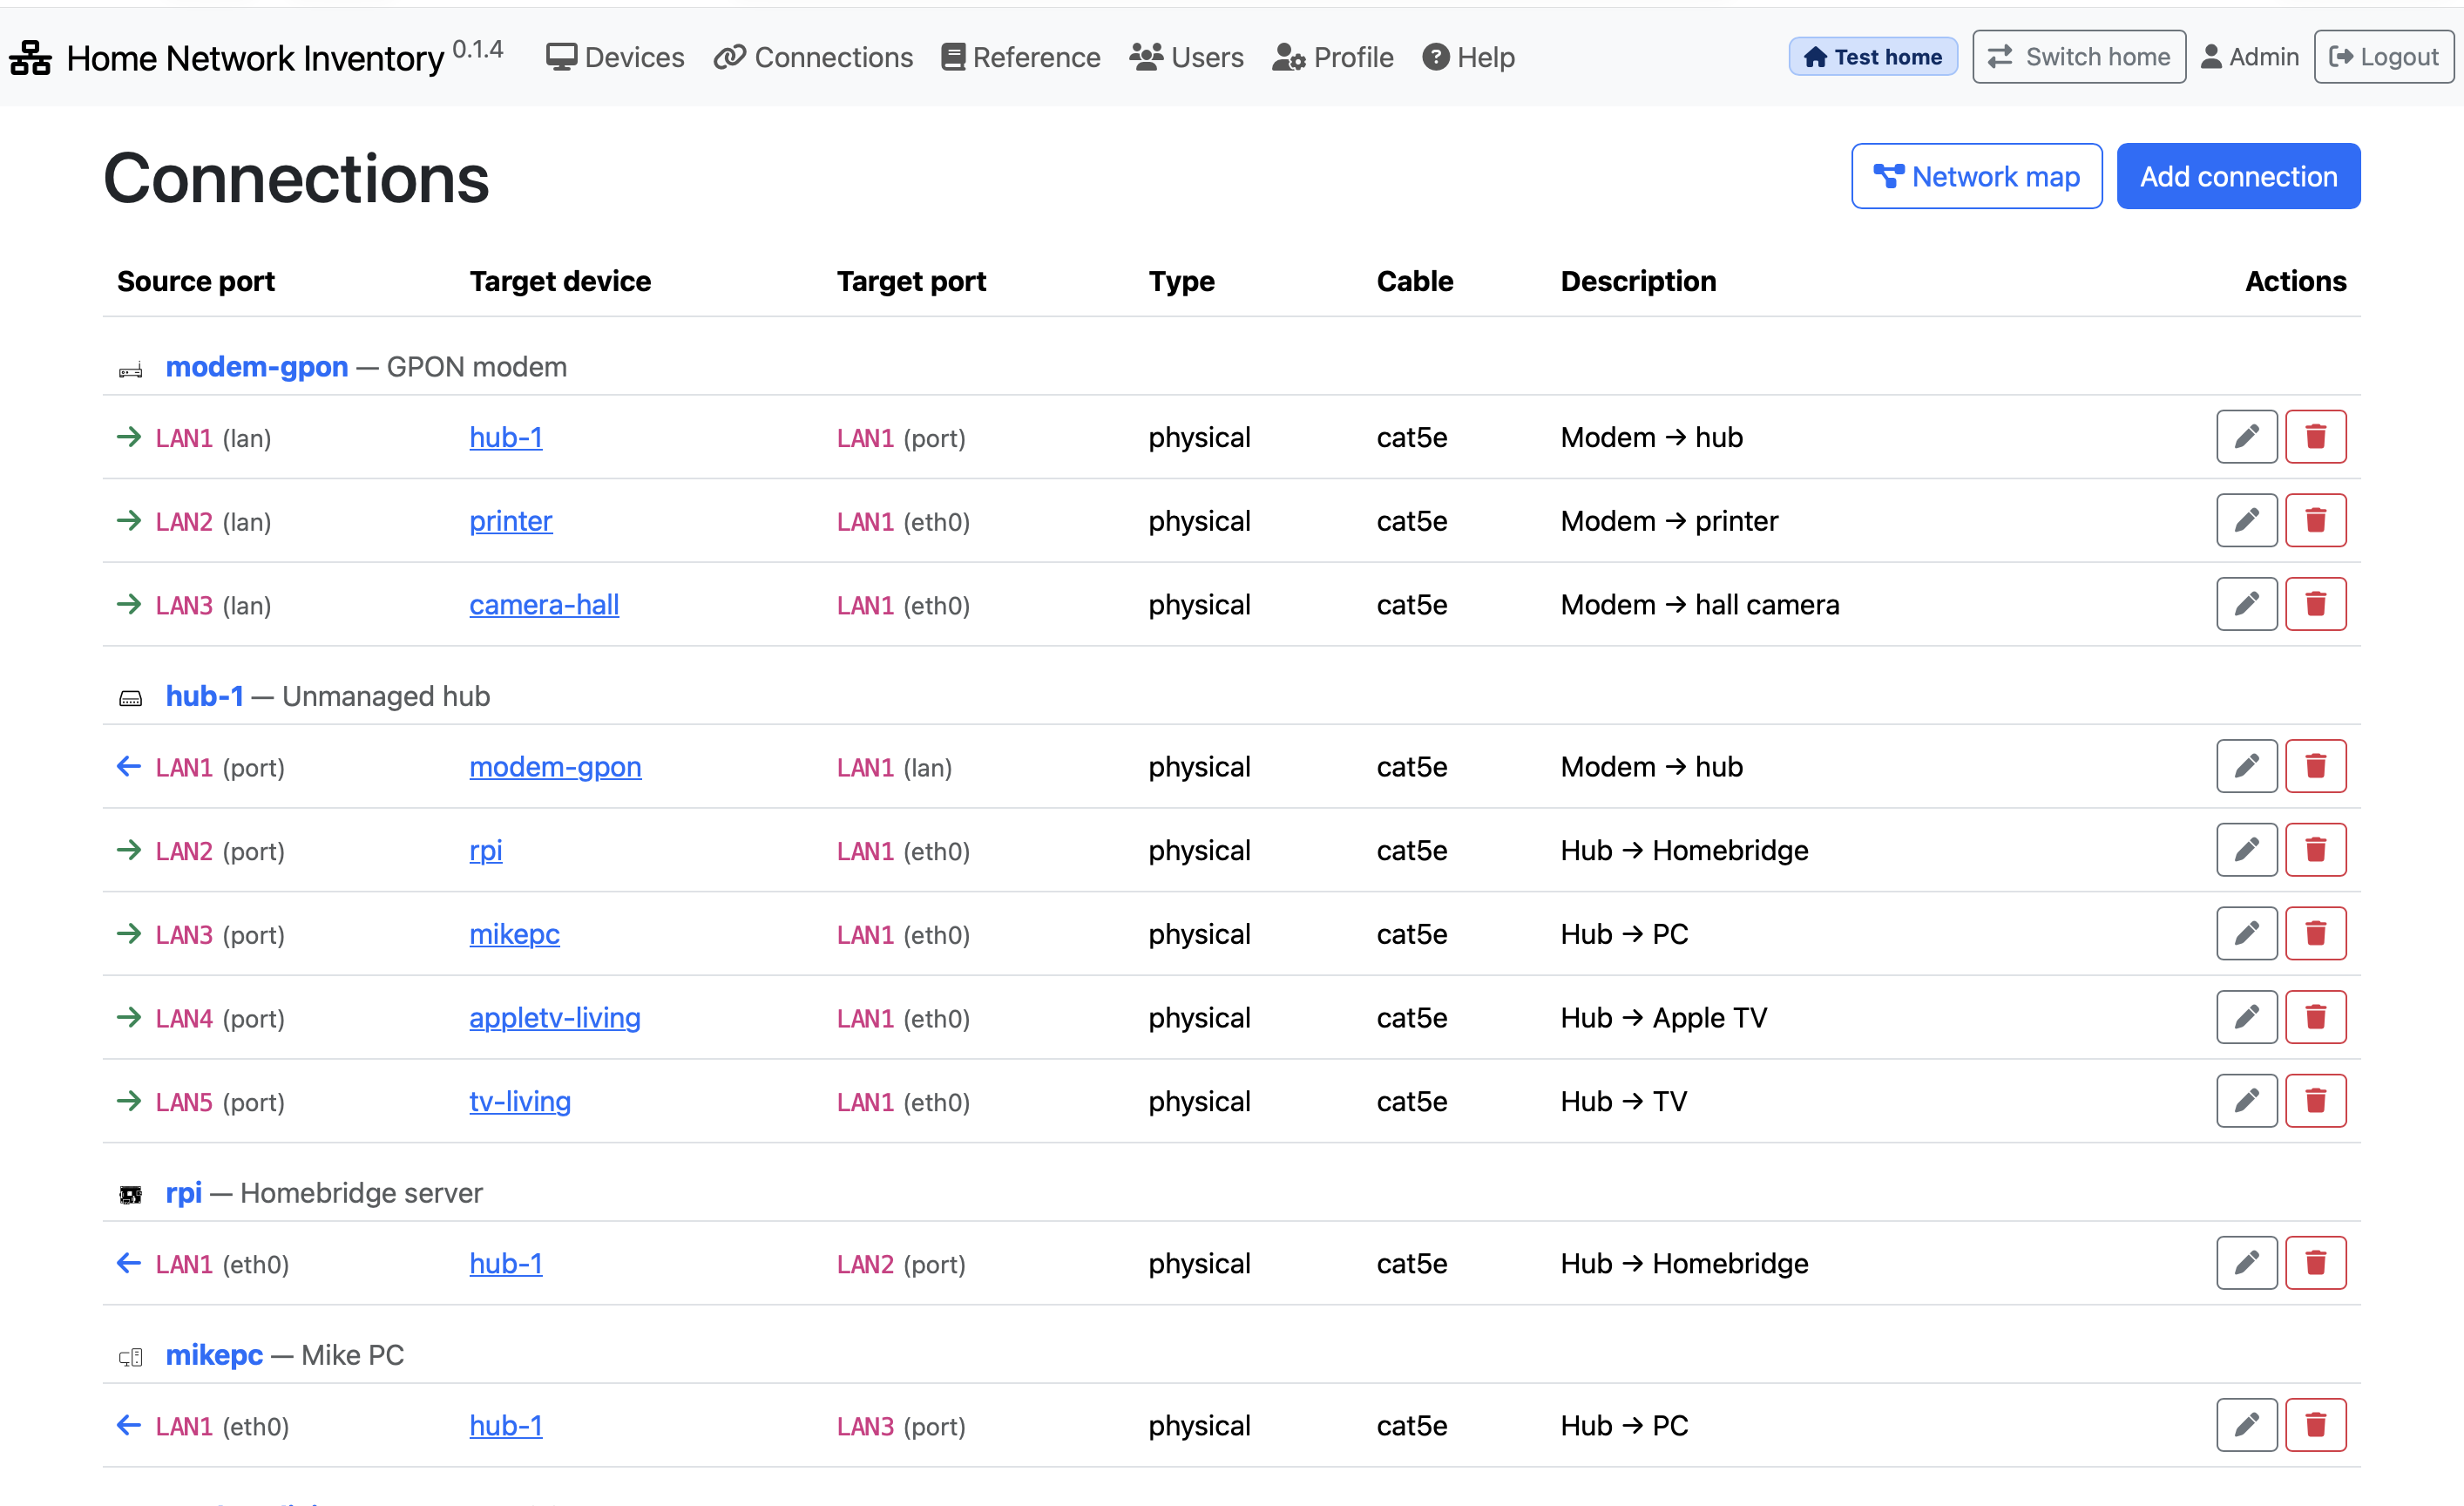 Home Network Inventory 0.1.4 Devices Connections Reference Users Profile Help Test home Switch home Admin Logout
Connections Network map Add connection
Source port Target device Target port Type Cable Description Actions
modem-gpon — GPON modem
→ LAN1 (lan) hub-1 LAN1 (port) physical cat5e Modem → hub
→ LAN2 (lan) printer LAN1 (eth0) physical cat5e Modem → printer
→ LAN3 (lan) camera-hall LAN1 (eth0) physical cat5e Modem → hall camera
hub-1 — Unmanaged hub
← LAN1 (port) modem-gpon LAN1 (lan) physical cat5e Modem → hub
→ LAN2 (port) rpi LAN1 (eth0) physical cat5e Hub → Homebridge
→ LAN3 (port) mikepc LAN1 (eth0) physical cat5e Hub → PC
→ LAN4 (port) appletv-living LAN1 (eth0) physical cat5e Hub → Apple TV
→ LAN5 (port) tv-living LAN1 (eth0) physical cat5e Hub → TV
rpi — Homebridge server
← LAN1 (eth0) hub-1 LAN2 (port) physical cat5e Hub → Homebridge
mikepc — Mike PC
← LAN1 (eth0) hub-1 LAN3 (port) physical cat5e Hub → PC